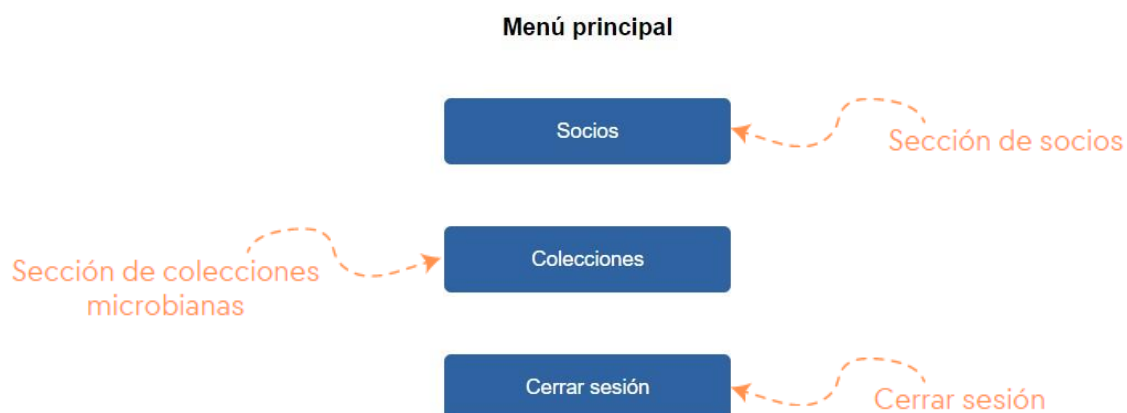 Menú principal
Socios
Sección de socios
Colecciones
Sección de colecciones
microbianas
Cerrar sesión
Cerrar sesión